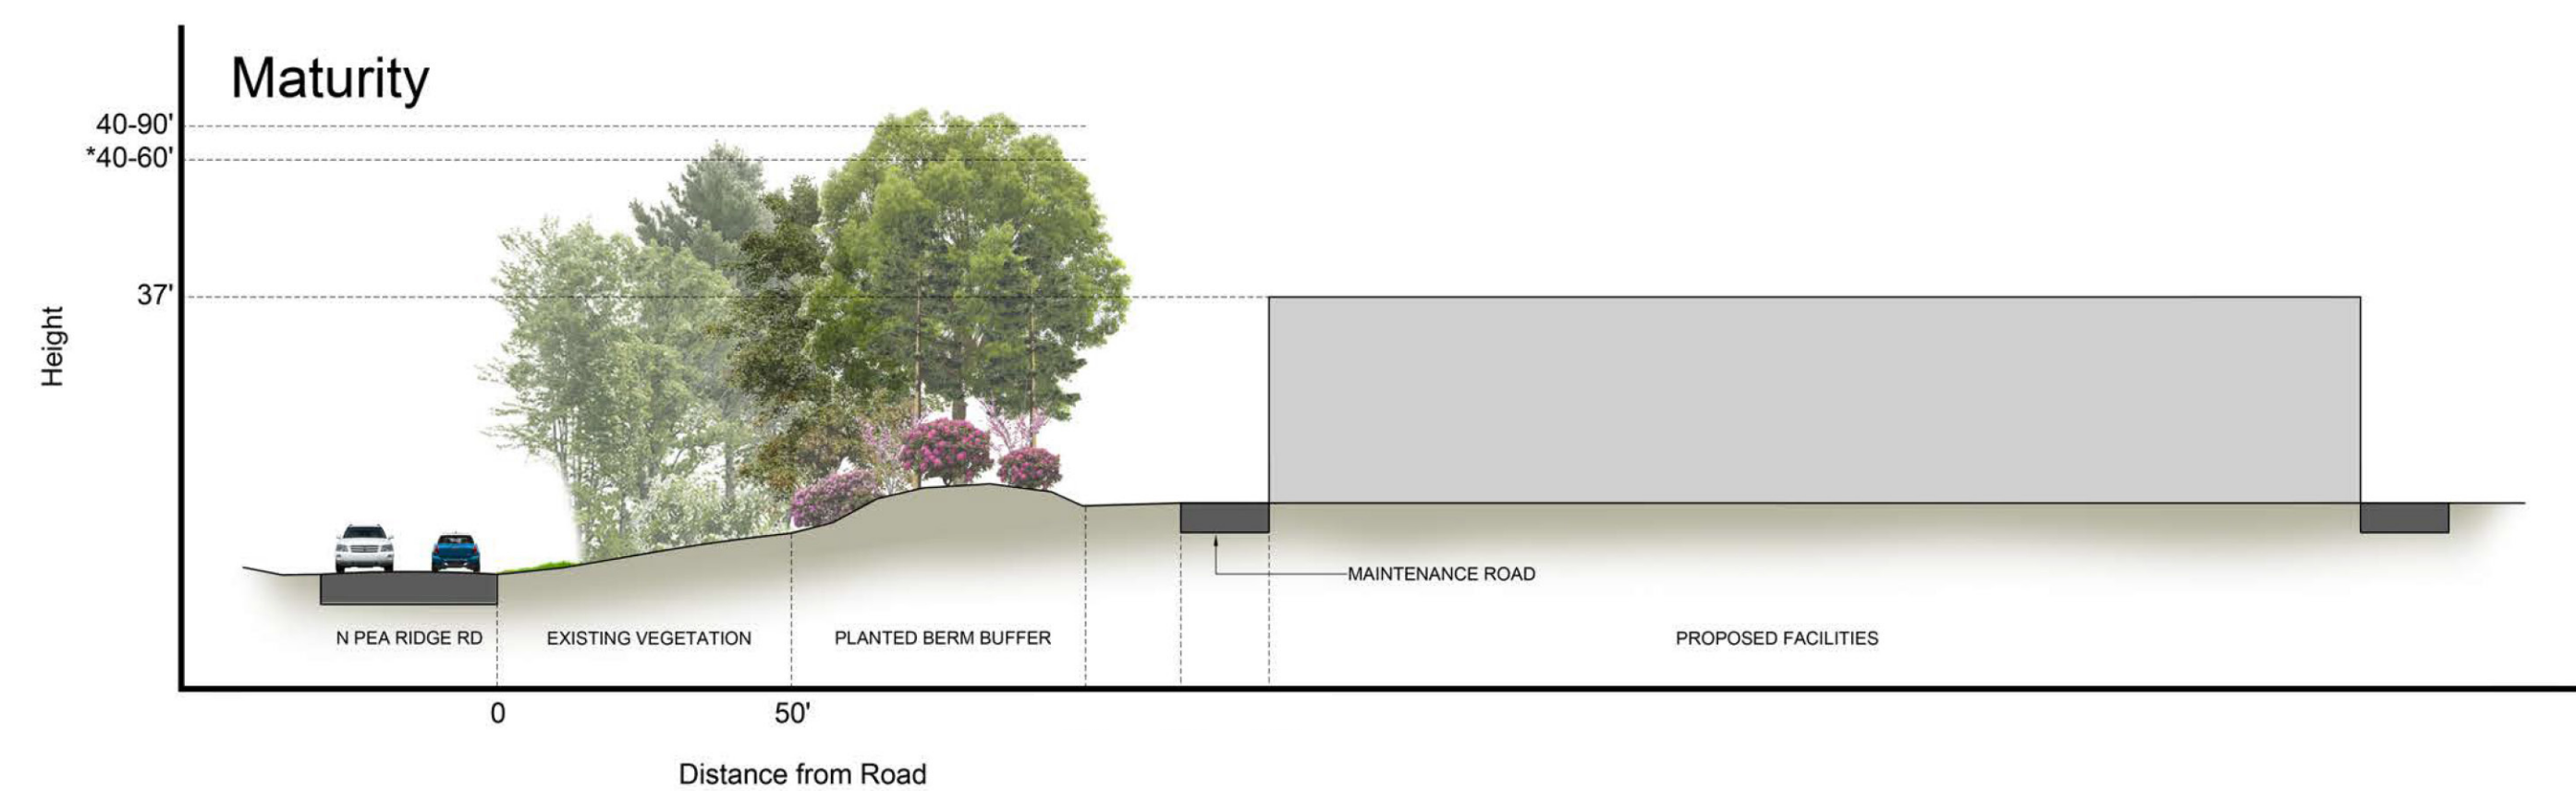 Maturity
40-90'
*40-60'
37'
Height
MAINTENANCE ROAD
N PEA RIDGE RD
EXISTING VEGETATION
PLANTED BERM BUFFER
PROPOSED FACILITIES
0
50'
Distance from Road